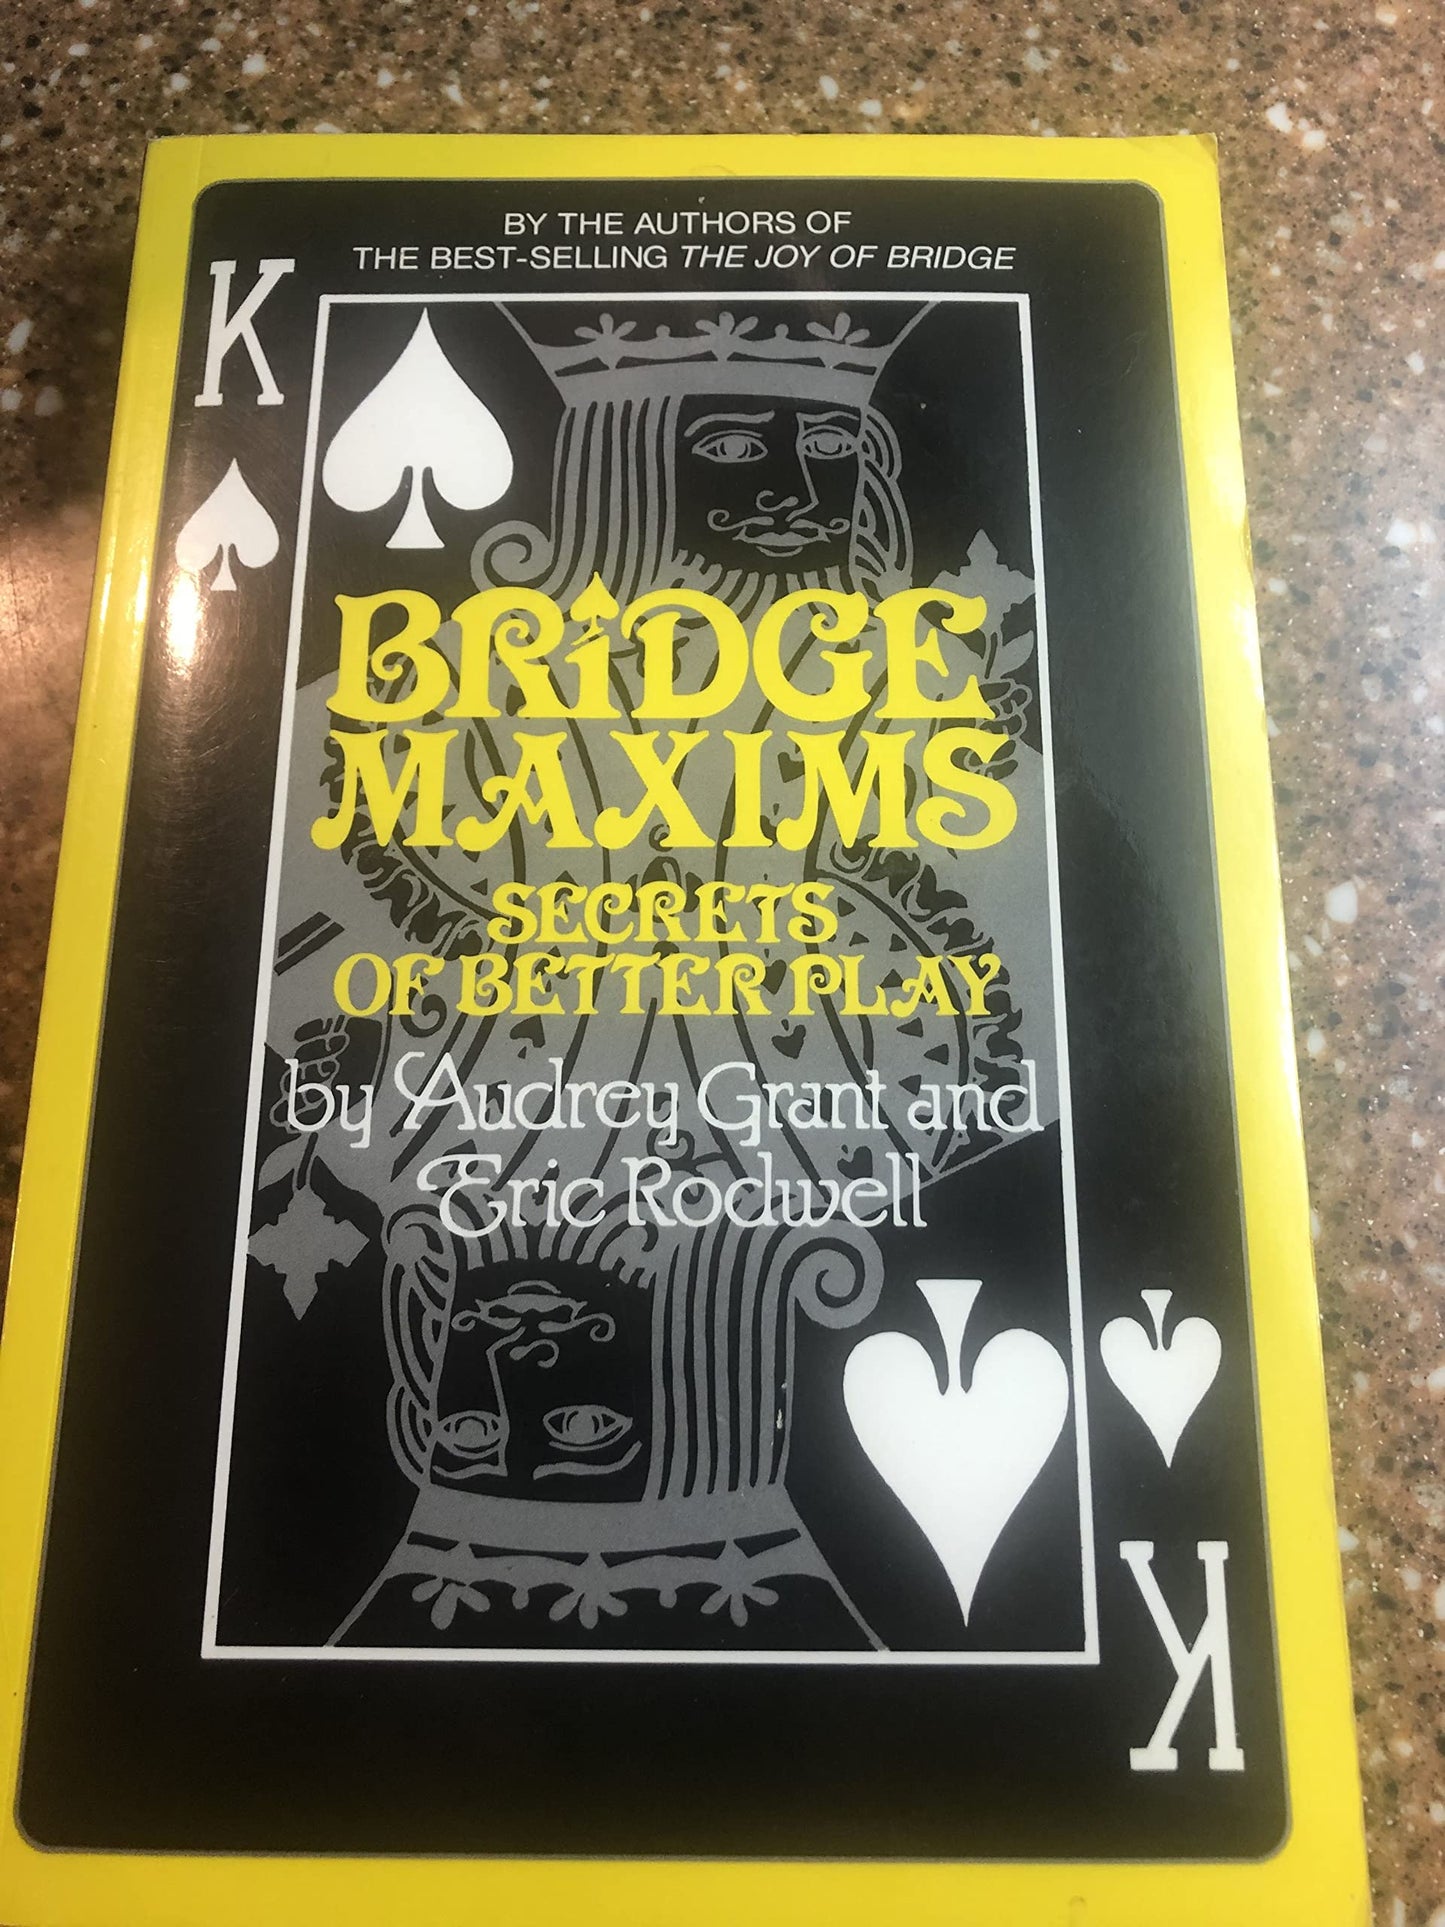 BY THE AUTHORS OF
THE BEST-SELLING THE JOY OF BRIDGE
K
BRiDGE
MAXIMS
SECRETS
OF BETTER PLAY
by Audrey Grant and
Eric Rodwell
K